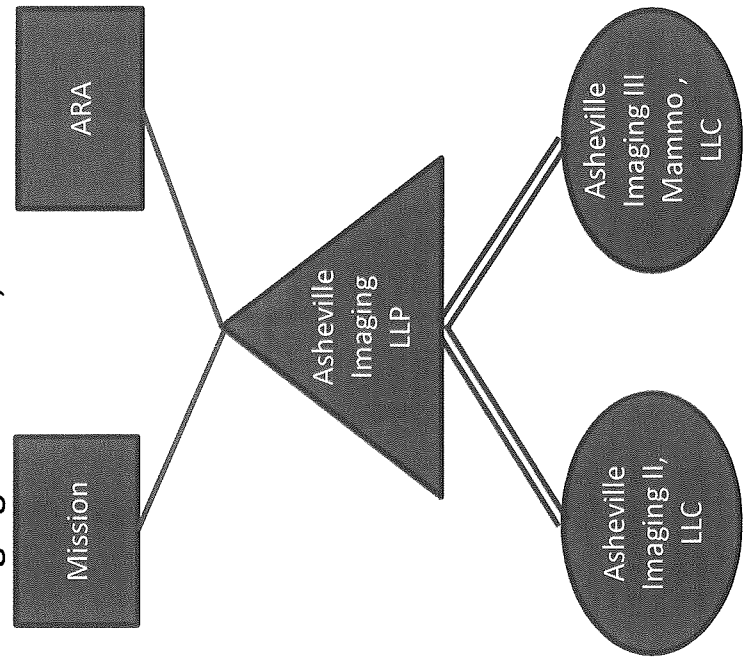 Mission
ARA
Asheville
Imaging
LLP
Asheville
Imaging II,
LLC
Asheville
Imaging III
Mammo ,
LLC